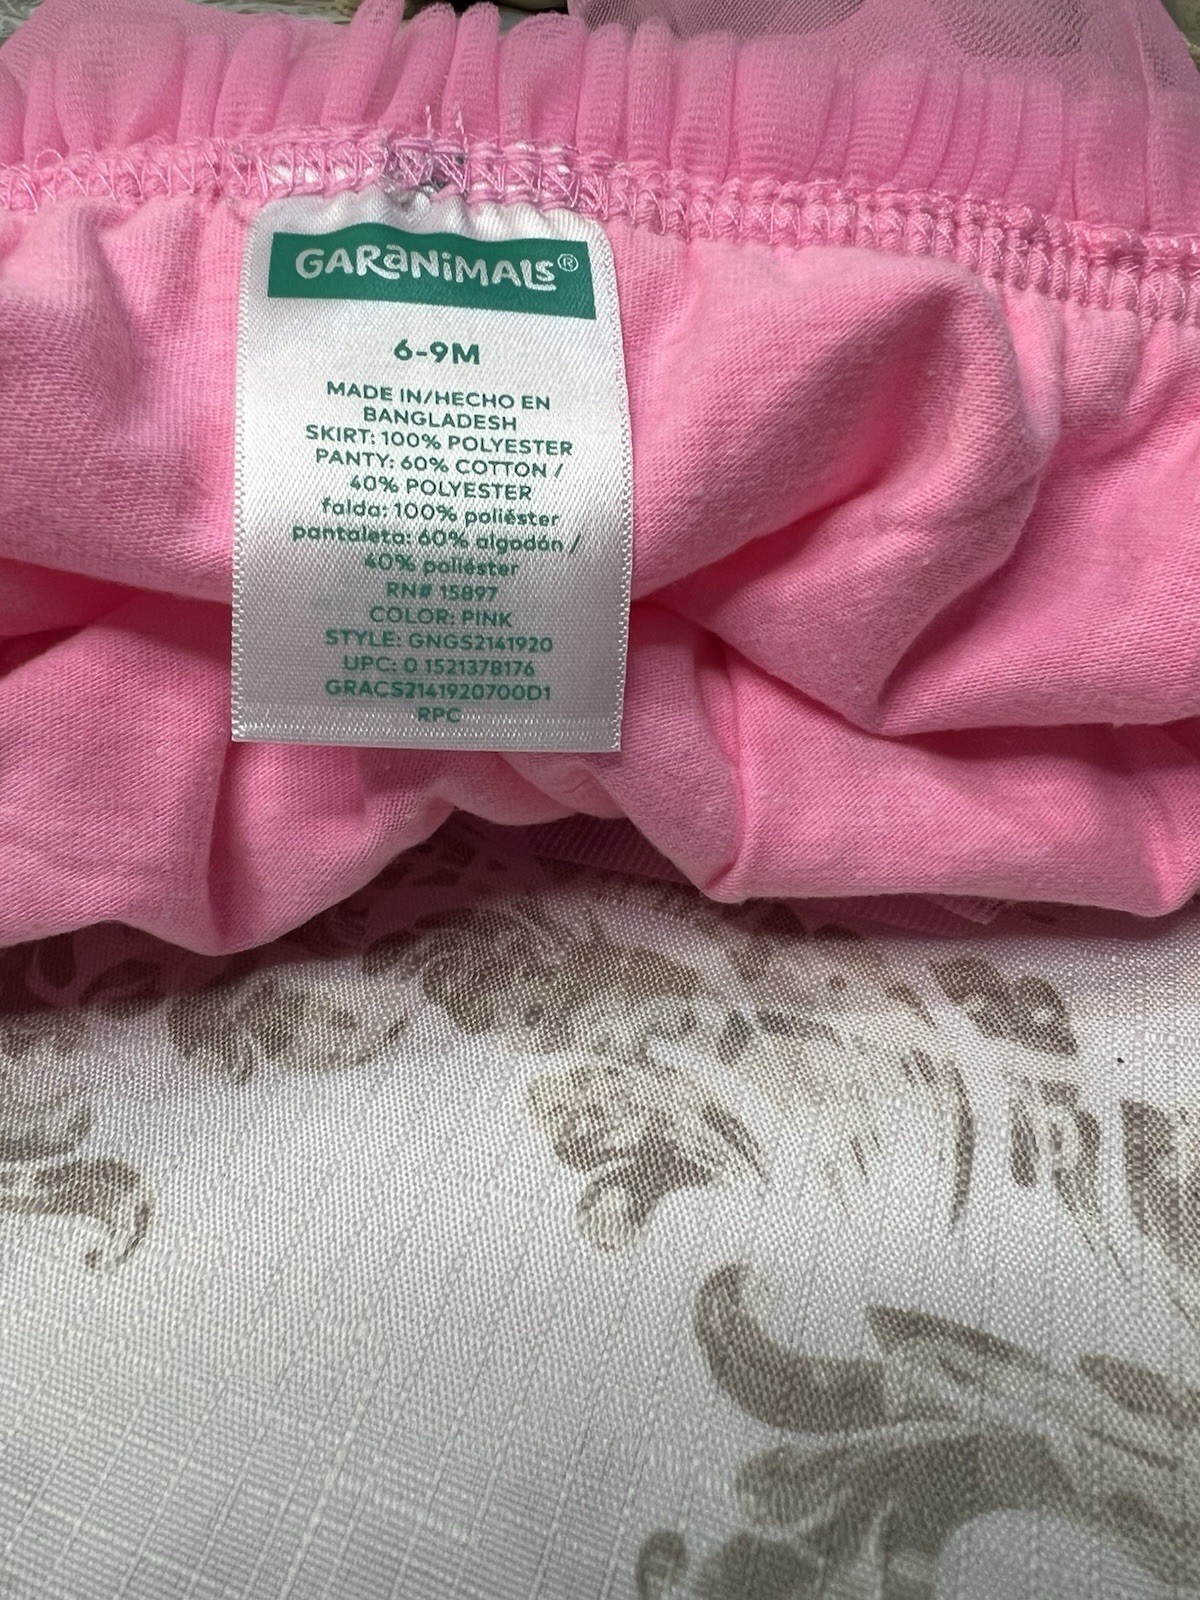 GARANIMALS®
6-9M
MADE IN/HECHO EN
BANGLADESH
SKIRT: 100% POLYESTER
PANTY: 60% COTTON /
40% POLYESTER
falda: 100% poliéster
pantaleta: 60% algodón /
40% poliéster
RN# 15897
COLOR: PINK
STYLE: GNGS2141920
UPC: 0 1521378176
GRACS2141920700D1
RPC